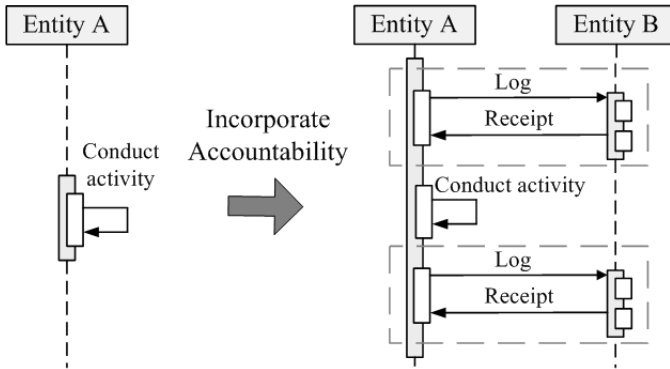 Entity A
Conduct
activity
Incorporate
Accountability
Entity A
Entity B
Log
Receipt
Conduct activity
Log
Receipt